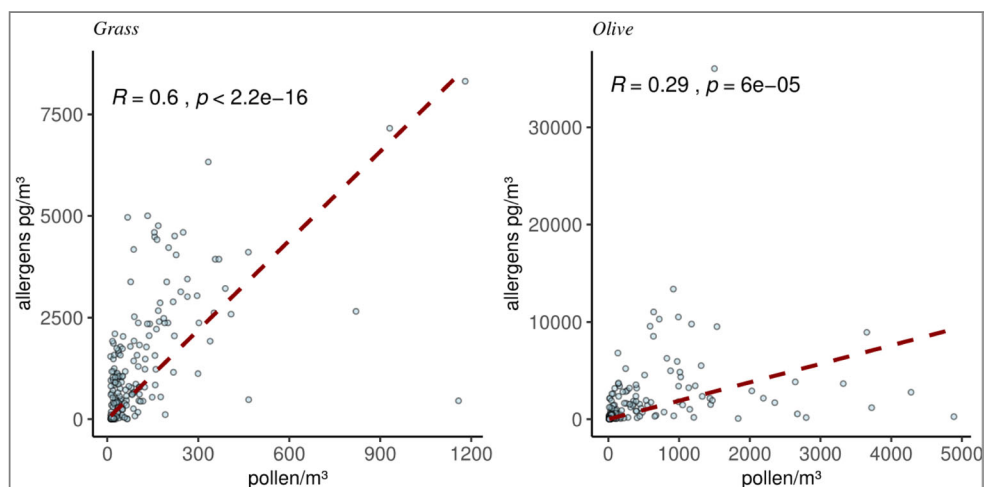 Grass
R = 0.6 , p < 2.2e−16
allergens pg/m³
7500
5000
2500
0
0 300 600 900 1200
pollen/m³
Olive
R = 0.29 , p = 6e−05
allergens pg/m³
30000
20000
10000
0
0 1000 2000 3000 4000 5000
pollen/m³